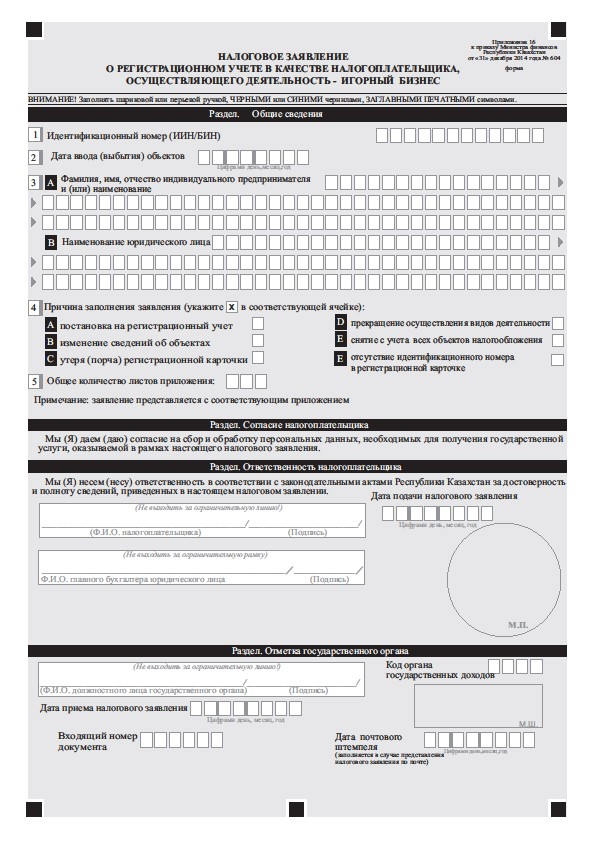 Приложение 16
к приказу Министра финансов
Республики Казахстан
от «31» декабря 2014 года № 604
форма
НАЛОГОВОЕ ЗАЯВЛЕНИЕ
О РЕГИСТРАЦИОННОМ УЧЕТЕ В КАЧЕСТВЕ НАЛОГОПЛАТЕЛЬЩИКА,
ОСУЩЕСТВЛЯЮЩЕГО ДЕЯТЕЛЬНОСТЬ - ИГОРНЫЙ БИЗНЕС
ВНИМАНИЕ! Заполнять шариковой или перьевой ручкой, ЧЕРНЫМИ или СИНИМИ чернилами, ЗАГЛАВНЫМИ ПЕЧАТНЫМИ символами.
Раздел. Общие сведения
1 Идентификационный номер (ИИН/БИН)
2 Дата ввода (выбытия) объектов
Цифрами день, месяц, год
3 A Фамилия, имя, отчество индивидуального предпринимателя
и (или) наименование
B Наименование юридического лица
4 Причина заполнения заявления (укажите x в соответствующей ячейке):
A постановка на регистрационный учет
B изменение сведений об объектах
C утеря (порча) регистрационной карточки
D прекращение осуществления видов деятельности
E снятие с учета всех объектов налогообложения
E отсутствие идентификационного номера
в регистрационной карточке
5 Общее количество листов приложения:
Примечание: заявление представляется с соответствующим приложением
Раздел. Согласие налогоплательщика
Мы (Я) даем (даю) согласие на сбор и обработку персональных данных, необходимых для получения государственной
услуги, оказываемой в рамках настоящего налогового заявления.
Раздел. Ответственность налогоплательщика
Мы (Я) несем (несу) ответственность в соответствии с законодательными актами Республики Казахстан за достоверность
и полноту сведений, приведенных в настоящем налоговом заявлении.
Дата подачи налогового заявления
Цифрами день, месяц, год
(Не выходить за ограничительную линию!)
(Ф.И.О. налогоплательщика) (Подпись)
(Не выходить за ограничительную рамку)
Ф.И.О. главного бухгалтера юридического лица (Подпись)
М.П.
Раздел. Отметка государственного органа
(Не выходить за ограничительную линию!)
(Ф.И.О. должностного лица государственного органа) (Подпись)
Код органа
государственных доходов
Дата приема налогового заявления
Цифрами день, месяц, год
М.Ш.
Входящий номер
документа
Дата почтового
штемпеля
Цифрами день, месяц, год
(заполняется в случае представления
налогового заявления по почте)